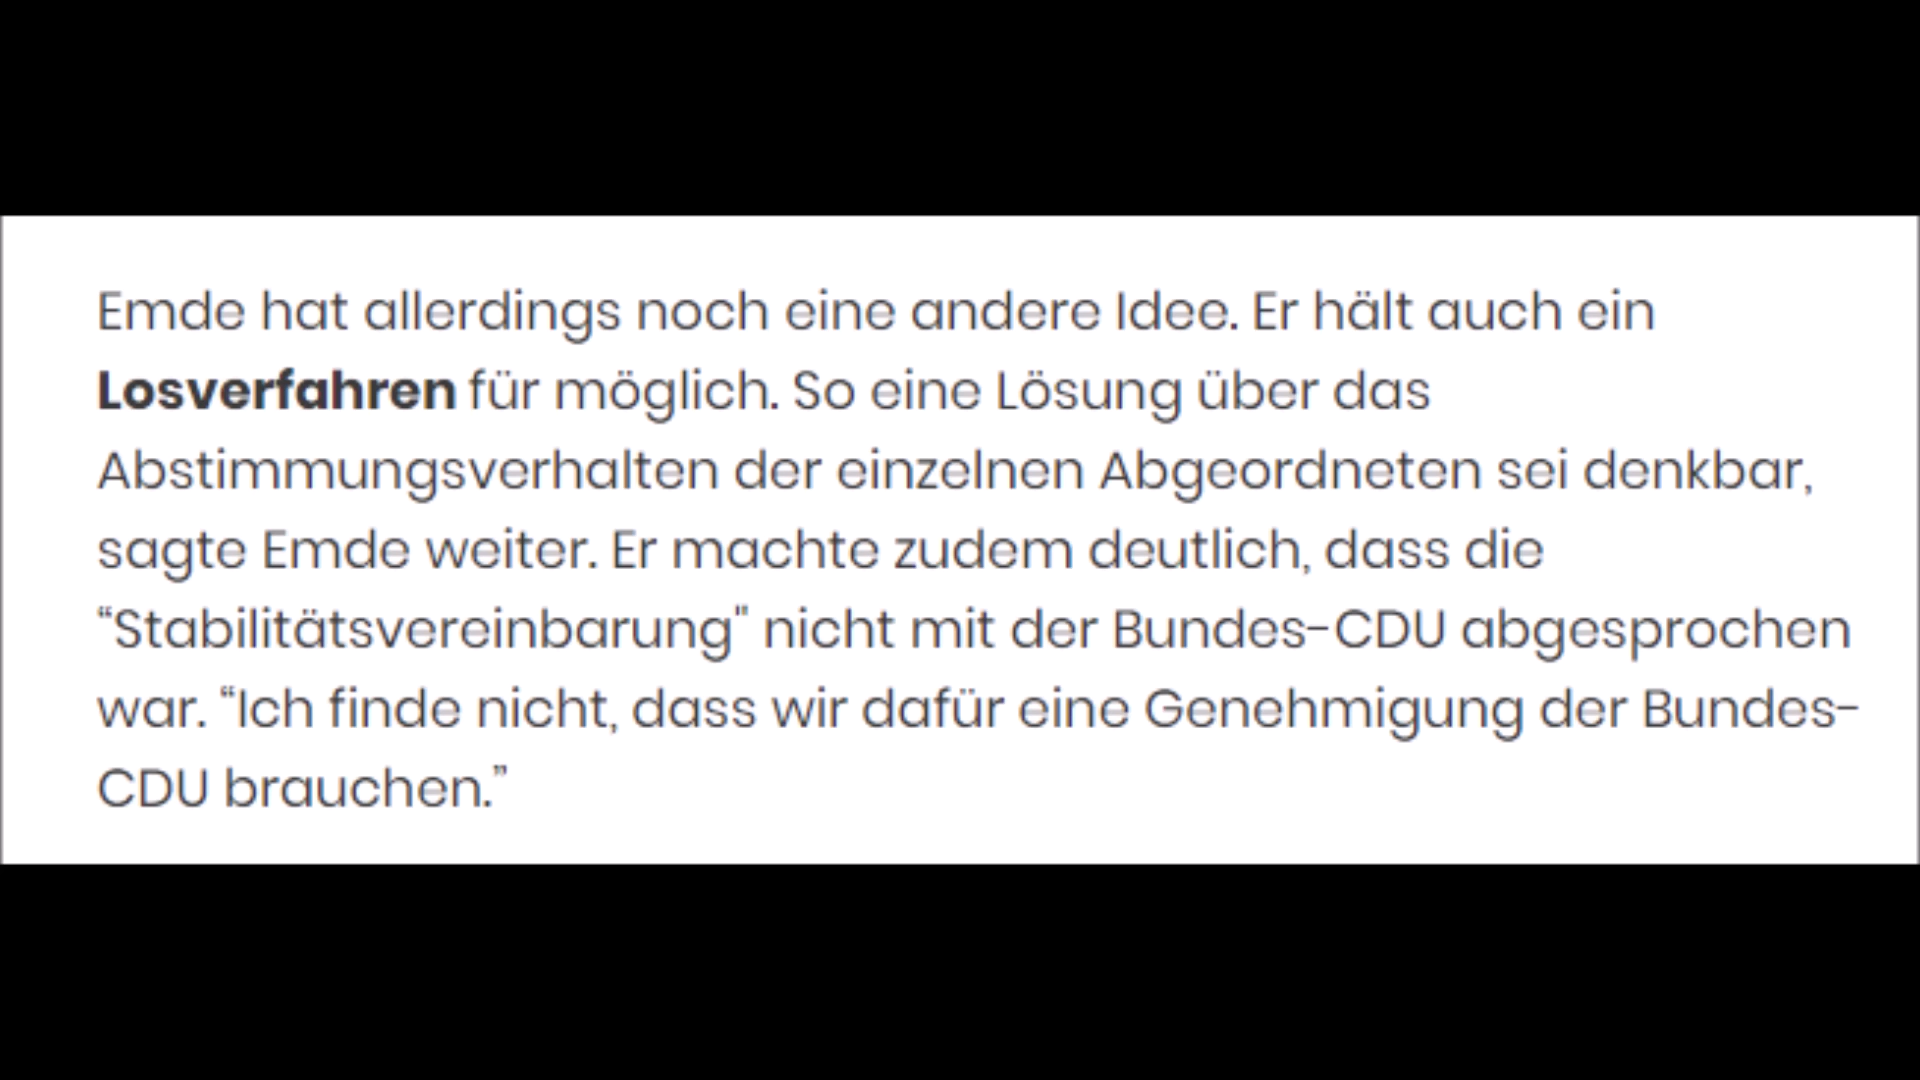 Emde hat allerdings noch eine andere Idee. Er hält auch ein
Losverfahren für möglich. So eine Lösung über das
Abstimmungsverhalten der einzelnen Abgeordneten sei denkbar,
sagte Emde weiter. Er machte zudem deutlich, dass die
“Stabilitätsvereinbarung" nicht mit der Bundes-CDU abgesprochen
war. “Ich finde nicht, dass wir dafür eine Genehmigung der Bundes-
CDU brauchen.”